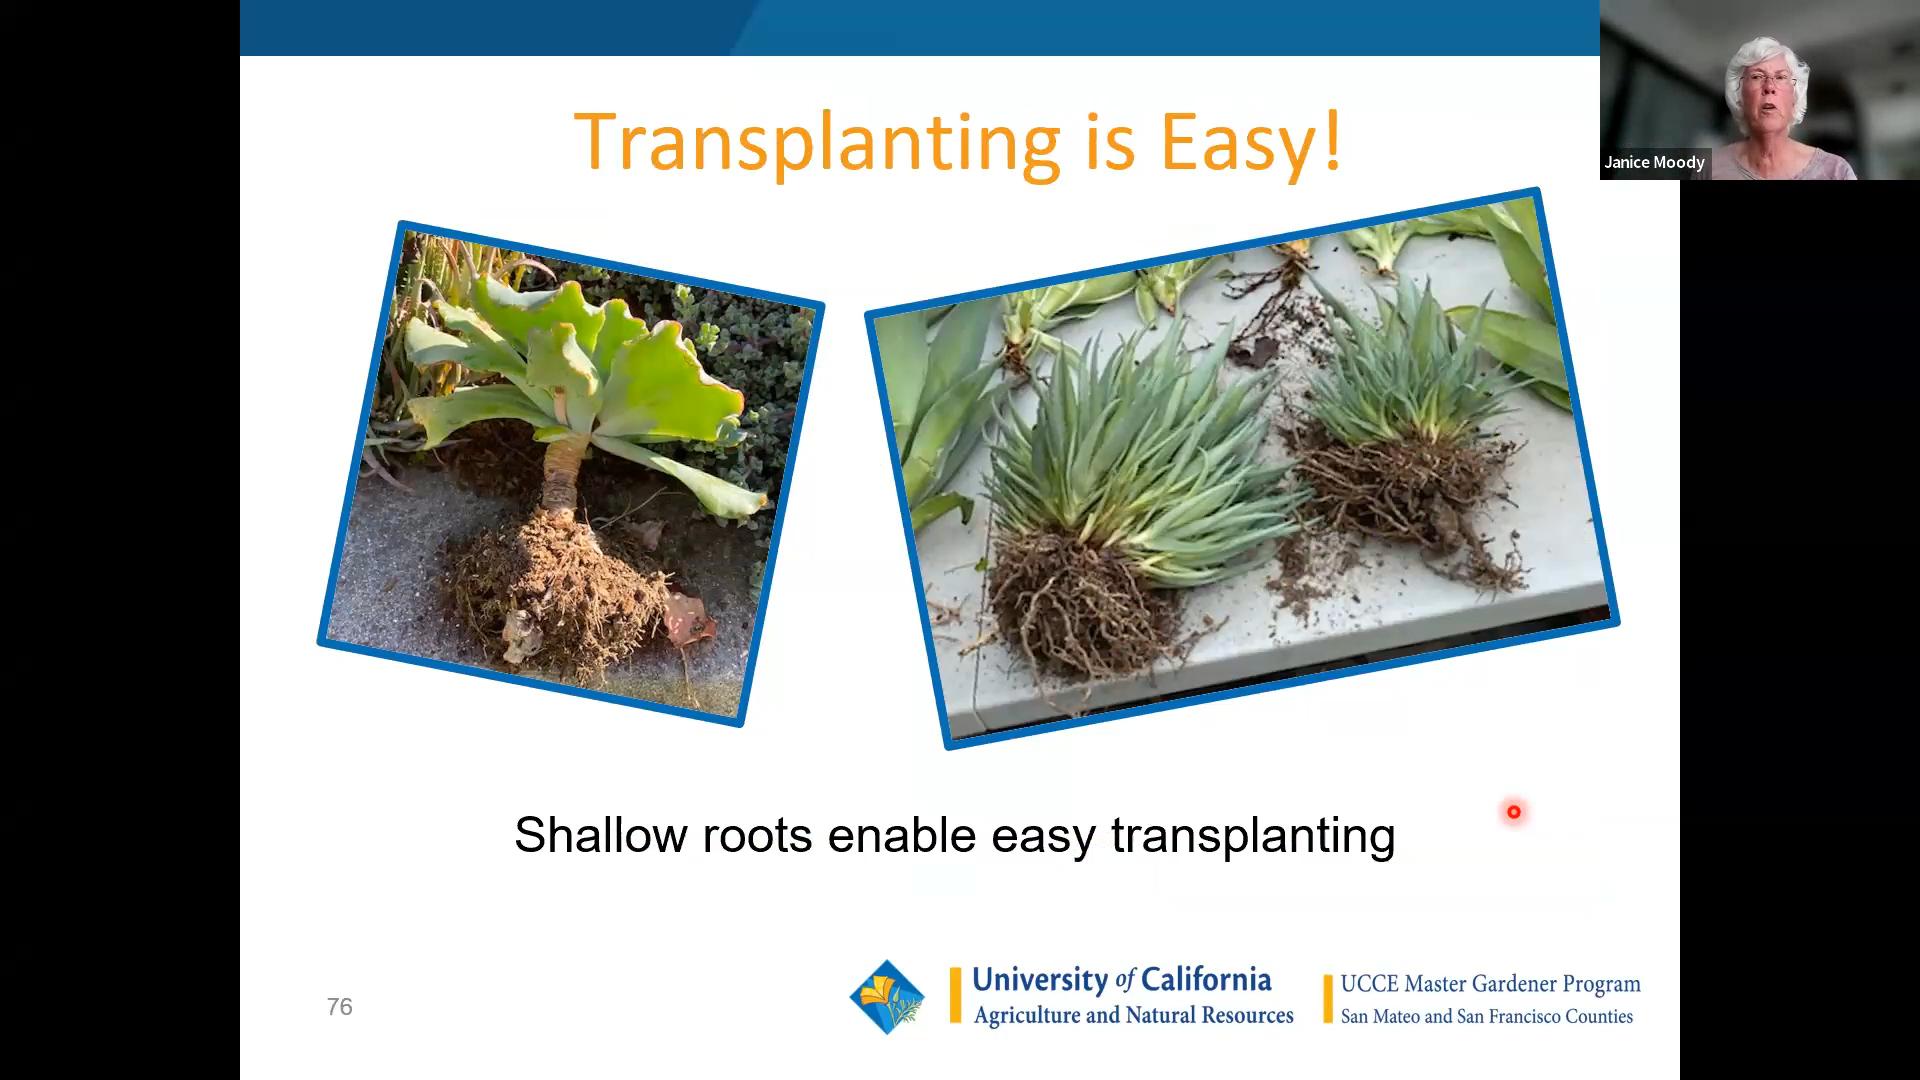 Transplanting is Easy!
Janice Moody
Shallow roots enable easy transplanting
76
University of California
Agriculture and Natural Resources
UCCE Master Gardener Program
San Mateo and San Francisco Counties